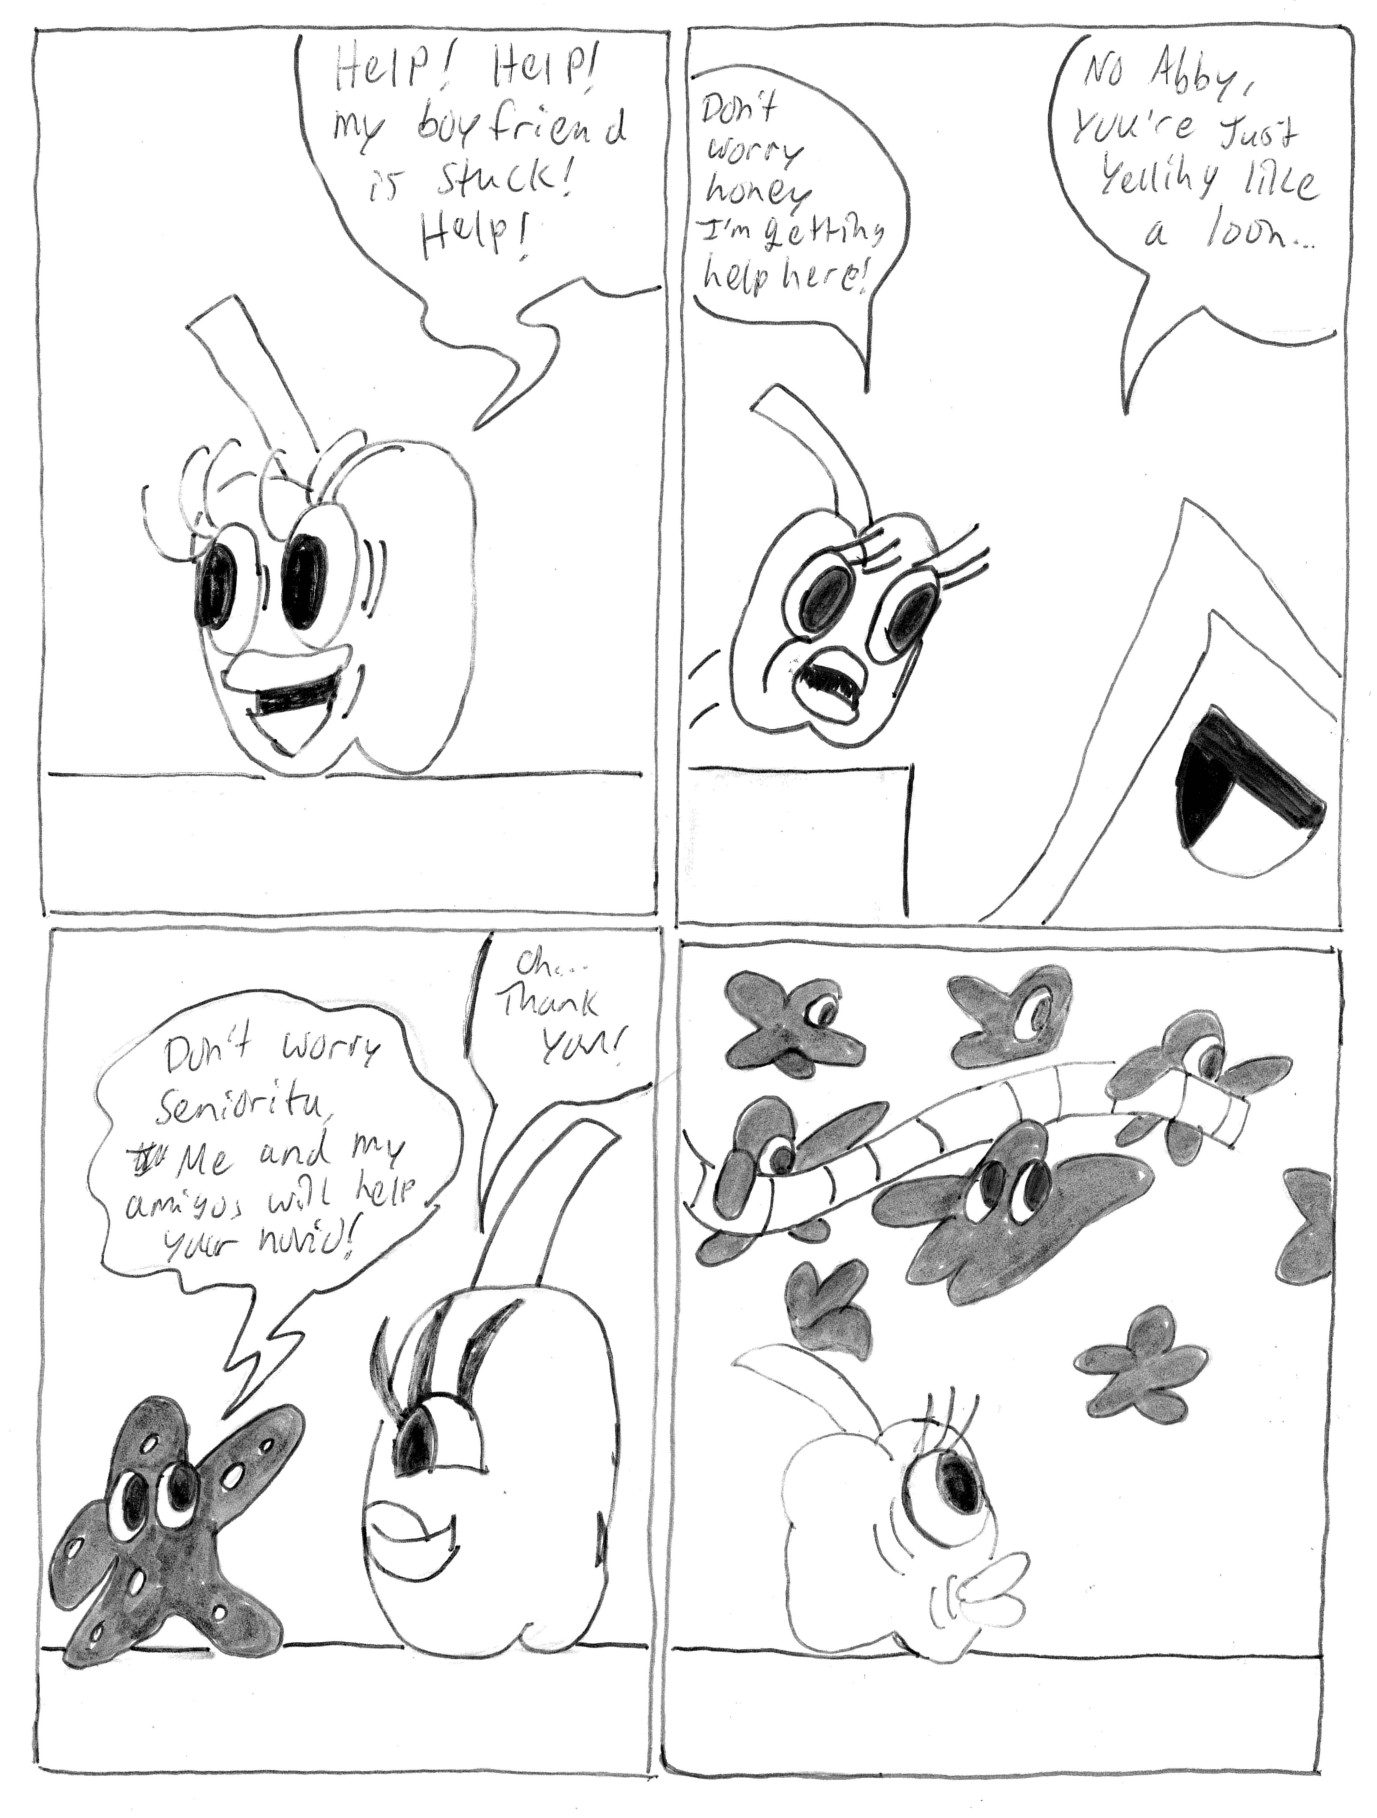 Help! Help!
my boyfriend
is stuck!
Help!
Don't
worry
honey
I'm getting
help here!
No Abby,
you're Just
Yelling like
a loon...
Don't worry
Seniorita,
Me and my
amigos will help
your novio!
Oh...
Thank
You!